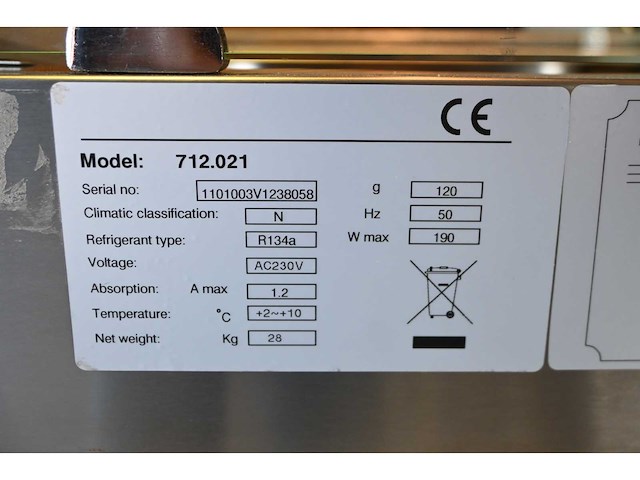 CE
Model: 712.021
Serial no: 1101003V1238058 g 120
Climatic classification: N Hz 50
Refrigerant type: R134a W max 190
Voltage: AC230V
Absorption: A max 1.2
Temperature: °C +2~+10
Net weight: Kg 28